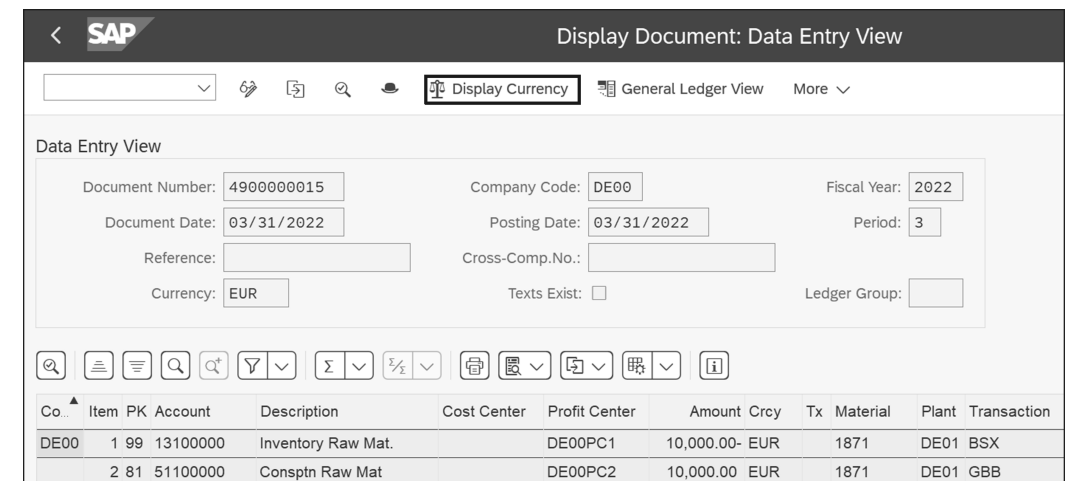 SAP Display Document: Data Entry View
Display Currency General Ledger View More
Data Entry View
Document Number: 4900000015 Company Code: DE00 Fiscal Year: 2022
Document Date: 03/31/2022 Posting Date: 03/31/2022 Period: 3
Reference: Cross-Comp.No.:
Currency: EUR Texts Exist: Ledger Group:
Co... Item PK Account Description Cost Center Profit Center Amount Crcy Tx Material Plant Transaction
DE00 1 99 13100000 Inventory Raw Mat. DE00PC1 10,000.00- EUR 1871 DE01 BSX
2 81 51100000 Consptn Raw Mat DE00PC2 10,000.00 EUR 1871 DE01 GBB